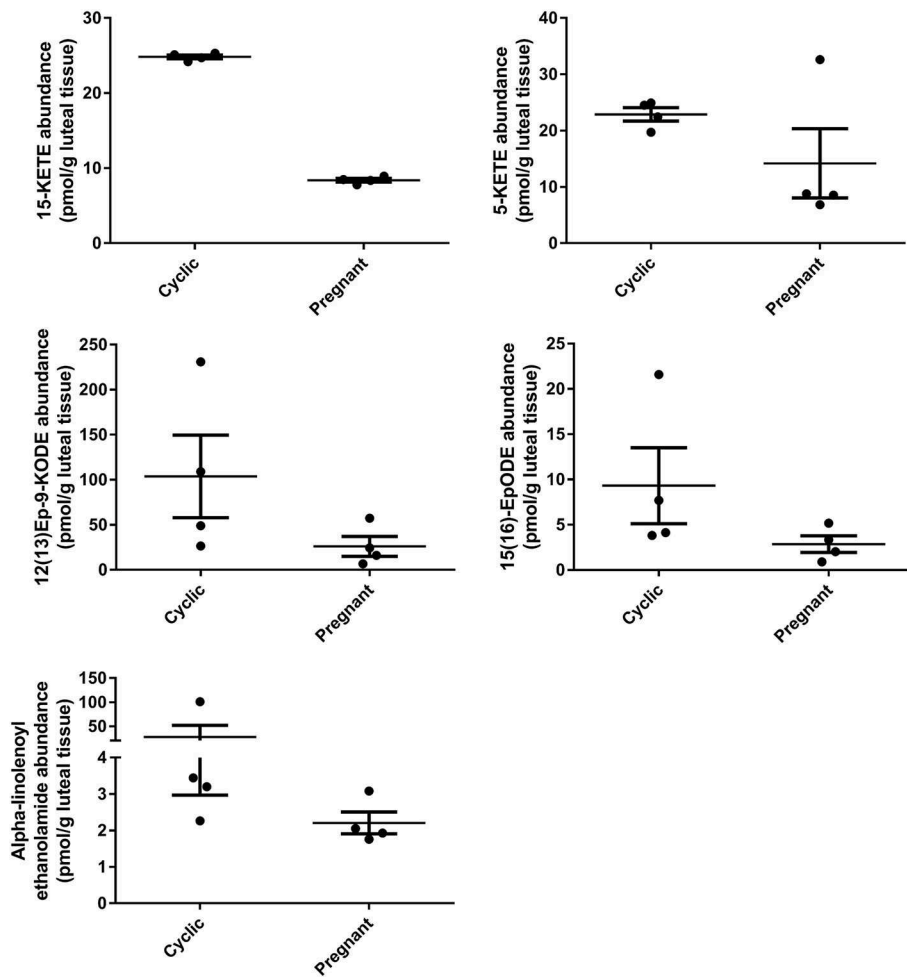 15-KETE abundance
(pmol/g luteal tissue)
30
20
10
0
Cyclic
Pregnant
5-KETE abundance
(pmol/g luteal tissue)
40
30
20
10
0
Cyclic
Pregnant
12(13)Ep-9-KODE abundance
(pmol/g luteal tissue)
250
200
150
100
50
0
Cyclic
Pregnant
15(16)-EpODE abundance
(pmol/g luteal tissue)
25
20
15
10
5
0
Cyclic
Pregnant
Alpha-linolenoyl
ethanolamide abundance
(pmol/g luteal tissue)
150
100
50
4
3
2
1
0
Cyclic
Pregnant